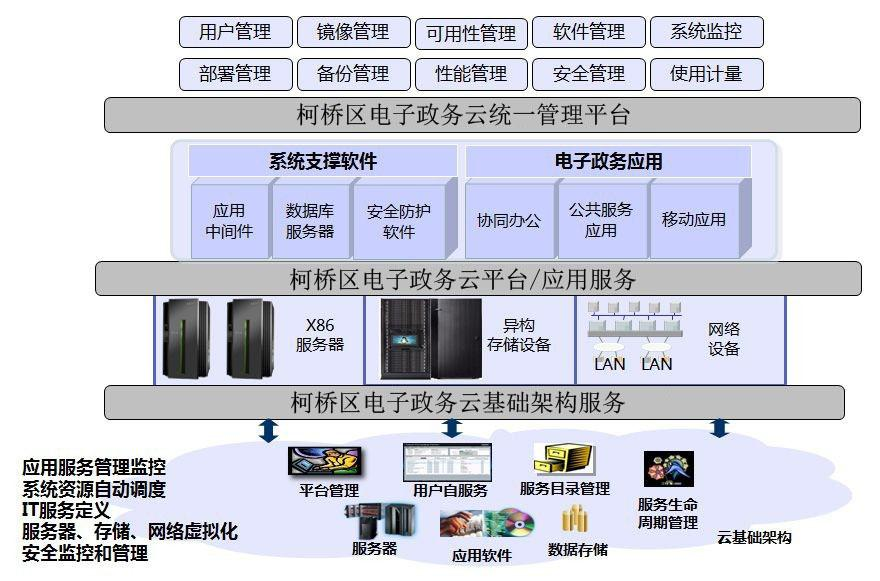 用户管理
镜像管理
可用性管理
软件管理
系统监控
部署管理
备份管理
性能管理
安全管理
使用计量
柯桥区电子政务云统一管理平台
系统支撑软件
电子政务应用
应用
中间件
数据库
服务器
安全防护
软件
协同办公
公共服务
应用
移动应用
柯桥区电子政务云平台/应用服务
X86
服务器
异构
存储设备
LAN
LAN
网络
设备
柯桥区电子政务云基础架构服务
应用服务管理监控
系统资源自动调度
IT服务定义
服务器、存储、网络虚拟化
安全监控和管理
平台管理
用户自服务
服务目录管理
服务生命
周期管理
服务器
应用软件
数据存储
云基础架构